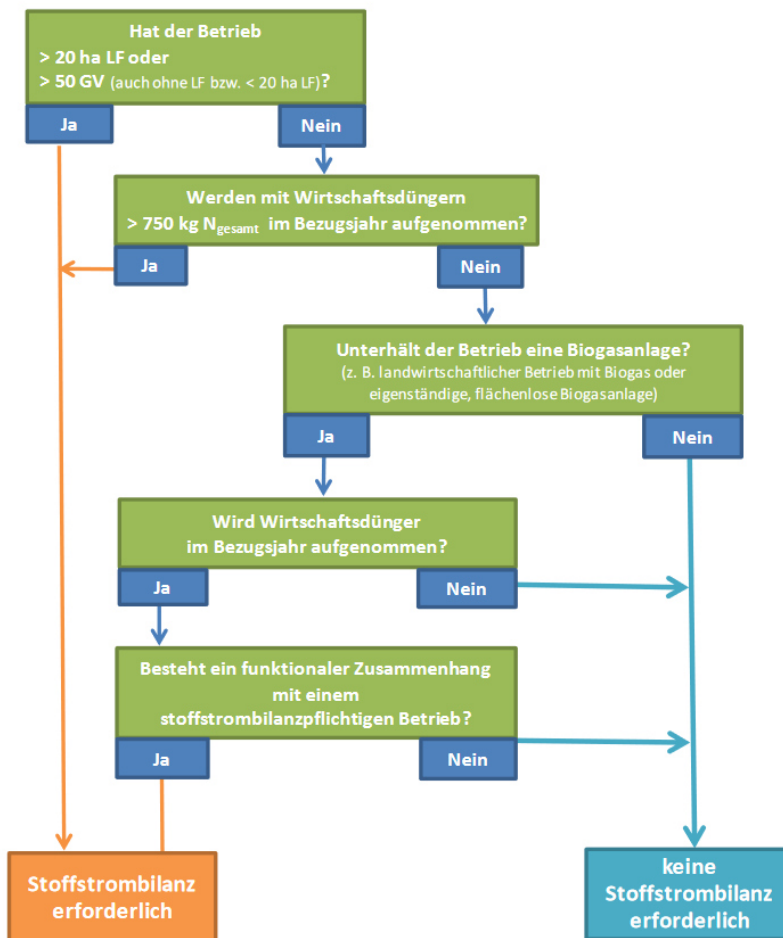 Hat der Betrieb
> 20 ha LF oder
> 50 GV (auch ohne LF bzw. < 20 ha LF)?
Ja
Nein
Werden mit Wirtschaftsdüngern
> 750 kg Ngesamt im Bezugsjahr aufgenommen?
Ja
Nein
Unterhält der Betrieb eine Biogasanlage?
(z. B. landwirtschaftlicher Betrieb mit Biogas oder
eigenständige, flächenlose Biogasanlage)
Ja
Nein
Wird Wirtschaftsdünger
im Bezugsjahr aufgenommen?
Ja
Nein
Besteht ein funktionaler Zusammenhang
mit einem
stoffstrombilanzpflichtigen Betrieb?
Ja
Nein
Stoffstrombilanz
erforderlich
keine
Stoffstrombilanz
erforderlich